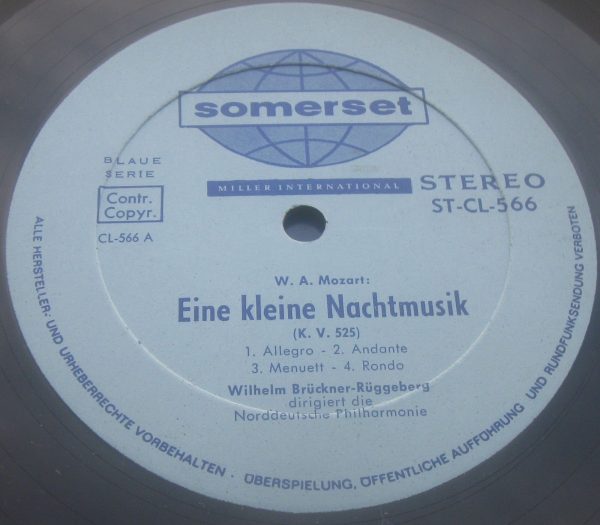 somerset
BLAUE
SERIE
MILLER INTERNATIONAL
STEREO
ST-CL-566
Contr.
Copyr.
CL-566 A
W. A. Mozart:
Eine kleine Nachtmusik
(K. V. 525)
1. Allegro - 2. Andante
3. Menuett - 4. Rondo
Wilhelm Brückner-Rüggeberg
dirigiert die
Norddeutsche Philharmonie
ALLE HERSTELLER- UND URHEBERRECHTE VORBEHALTEN · ÜBERSPIELUNG, ÖFFENTLICHE AUFFÜHRUNG UND RUNDFUNKSENDUNG VERBOTEN